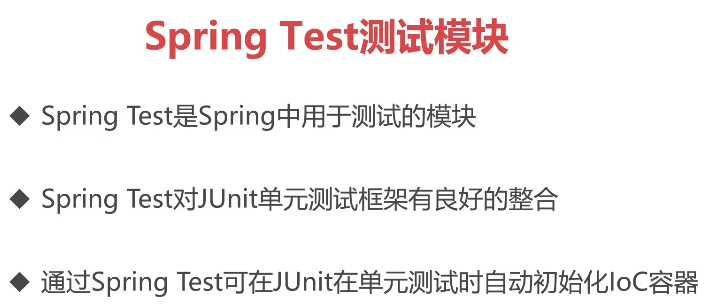 Spring Test测试模块
◆ Spring Test是Spring中用于测试的模块
◆ Spring Test对JUnit单元测试框架有良好的整合
◆ 通过Spring Test可在JUnit在单元测试时自动初始化IoC容器